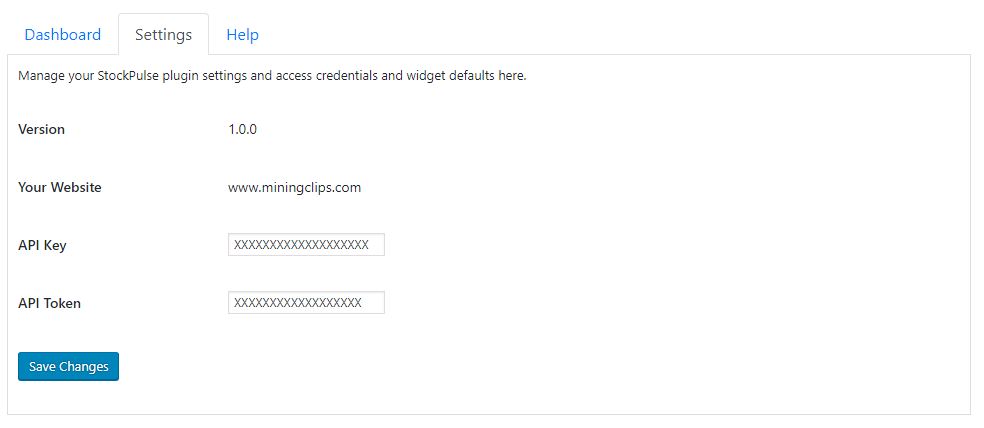 Dashboard Settings Help
Manage your StockPulse plugin settings and access credentials and widget defaults here.
Version 1.0.0
Your Website www.miningclips.com
API Key XXXXXXXXXXXXXXXXXXX
API Token XXXXXXXXXXXXXXXXXX
Save Changes